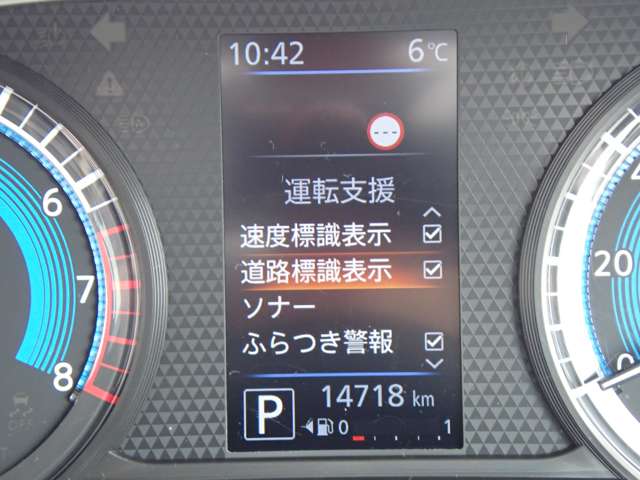 10:42 6℃
---
運転支援
速度標識表示
道路標識表示
ソナー
ふらつき警報
P 14718 km
0 1
6
7
8
20
0